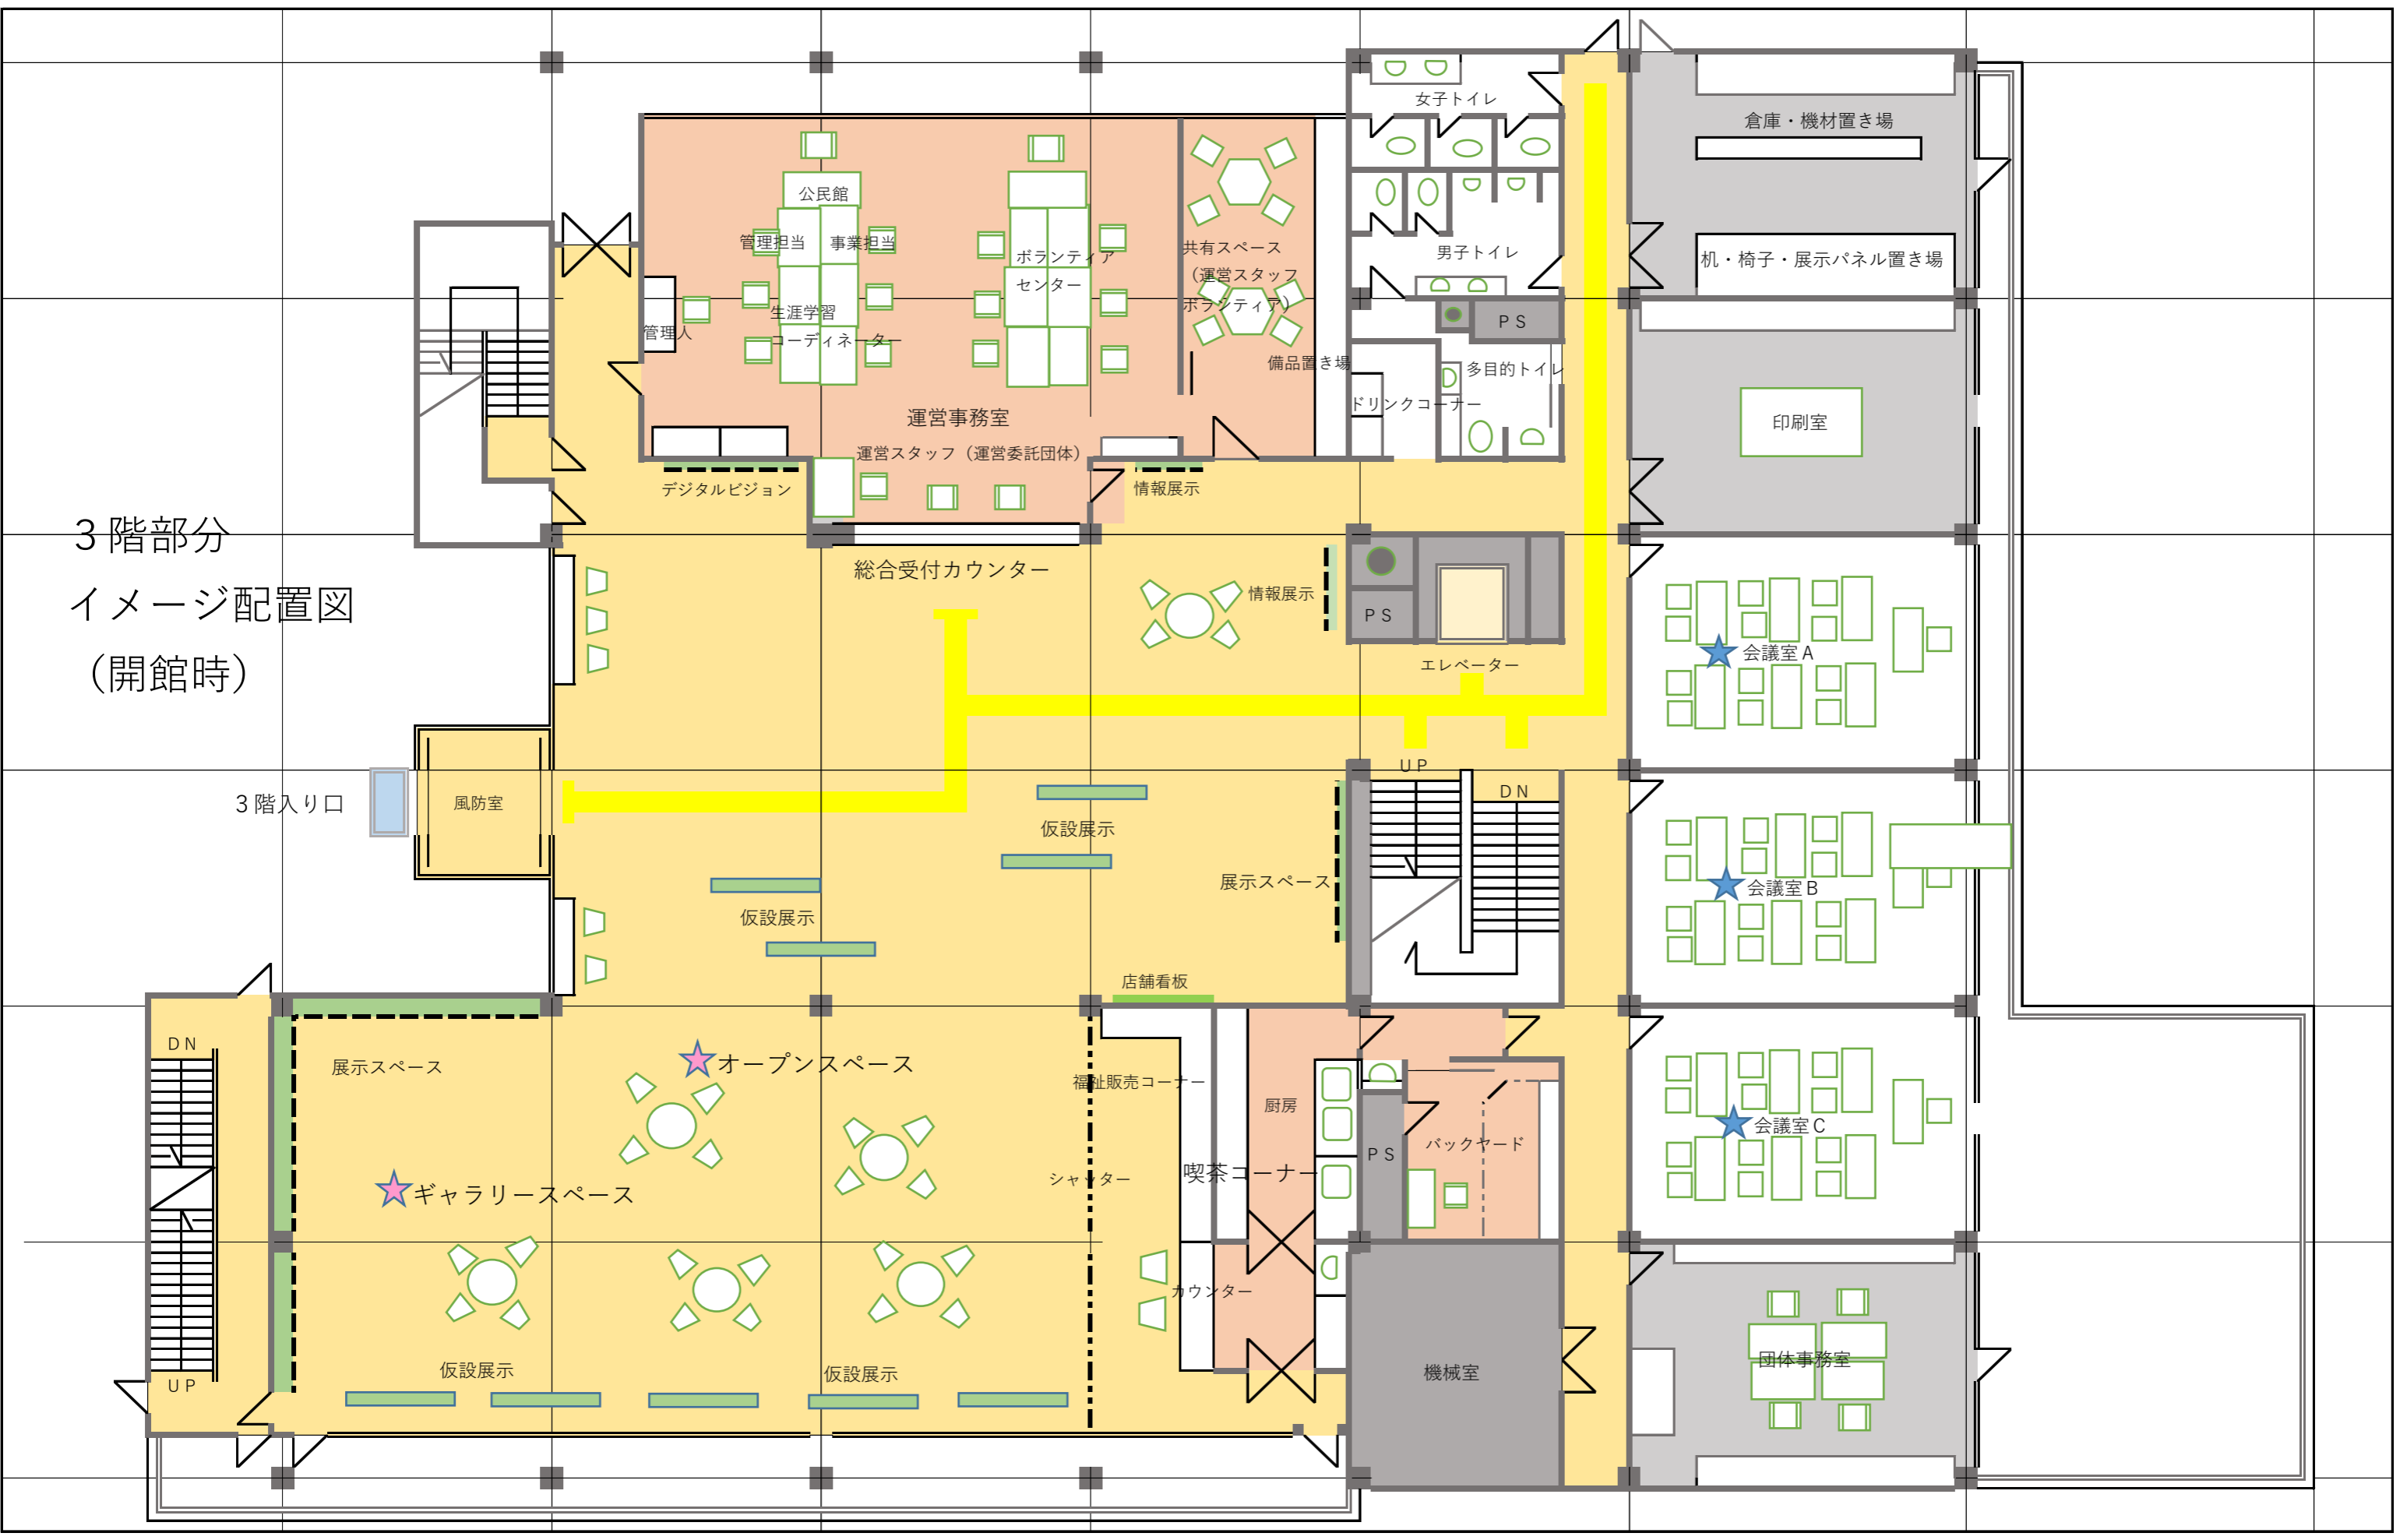 ３階部分
イメージ配置図
（開館時）
女子トイレ
倉庫・機材置き場
公民館
管理担当
事業担当
ボランティア
センター
共有スペース
（運営スタッフ
ボランティア）
男子トイレ
机・椅子・展示パネル置き場
管理人
生涯学習
コーディネーター
ＰＳ
備品置き場
多目的トイレ
ドリンクコーナー
運営事務室
運営スタッフ（運営委託団体）
印刷室
デジタルビジョン
情報展示
総合受付カウンター
情報展示
ＰＳ
エレベーター
会議室Ａ
ＵＰ
ＤＮ
３階入り口
風防室
仮設展示
展示スペース
会議室Ｂ
仮設展示
店舗看板
ＤＮ
展示スペース
オープンスペース
福祉販売コーナー
厨房
会議室Ｃ
バックヤード
ＰＳ
シャッター
喫茶コーナー
ギャラリースペース
カウンター
仮設展示
仮設展示
機械室
団体事務室
ＵＰ